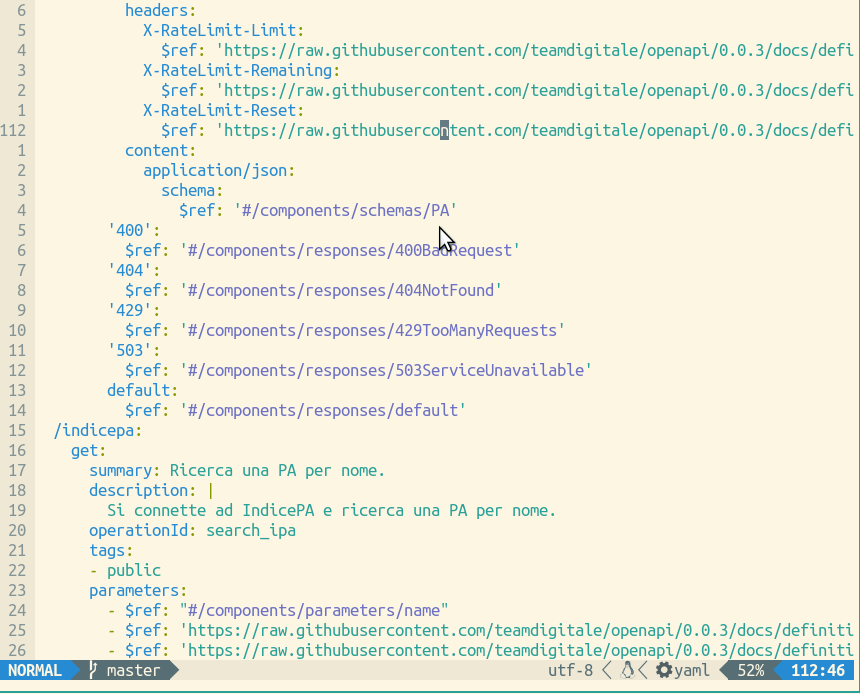 6 headers:
5 X-RateLimit-Limit:
4 $ref: 'https://raw.githubusercontent.com/teamdigitale/openapi/0.0.3/docs/defi
3 X-RateLimit-Remaining:
2 $ref: 'https://raw.githubusercontent.com/teamdigitale/openapi/0.0.3/docs/defi
1 X-RateLimit-Reset:
112 $ref: 'https://raw.githubusercontent.com/teamdigitale/openapi/0.0.3/docs/defi
1 content:
2 application/json:
3 schema:
4 $ref: '#/components/schemas/PA'
5 '400':
6 $ref: '#/components/responses/400BadRequest'
7 '404':
8 $ref: '#/components/responses/404NotFound'
9 '429':
10 $ref: '#/components/responses/429TooManyRequests'
11 '503':
12 $ref: '#/components/responses/503ServiceUnavailable'
13 default:
14 $ref: '#/components/responses/default'
15 /indicepa:
16 get:
17 summary: Ricerca una PA per nome.
18 description: |
19 Si connette ad IndicePA e ricerca una PA per nome.
20 operationId: search_ipa
21 tags:
22 - public
23 parameters:
24 - $ref: "#/components/parameters/name"
25 - $ref: 'https://raw.githubusercontent.com/teamdigitale/openapi/0.0.3/docs/definiti
26 - $ref: 'https://raw.githubusercontent.com/teamdigitale/openapi/0.0.3/docs/definiti
NORMAL master utf-8 yaml 52% 112:46